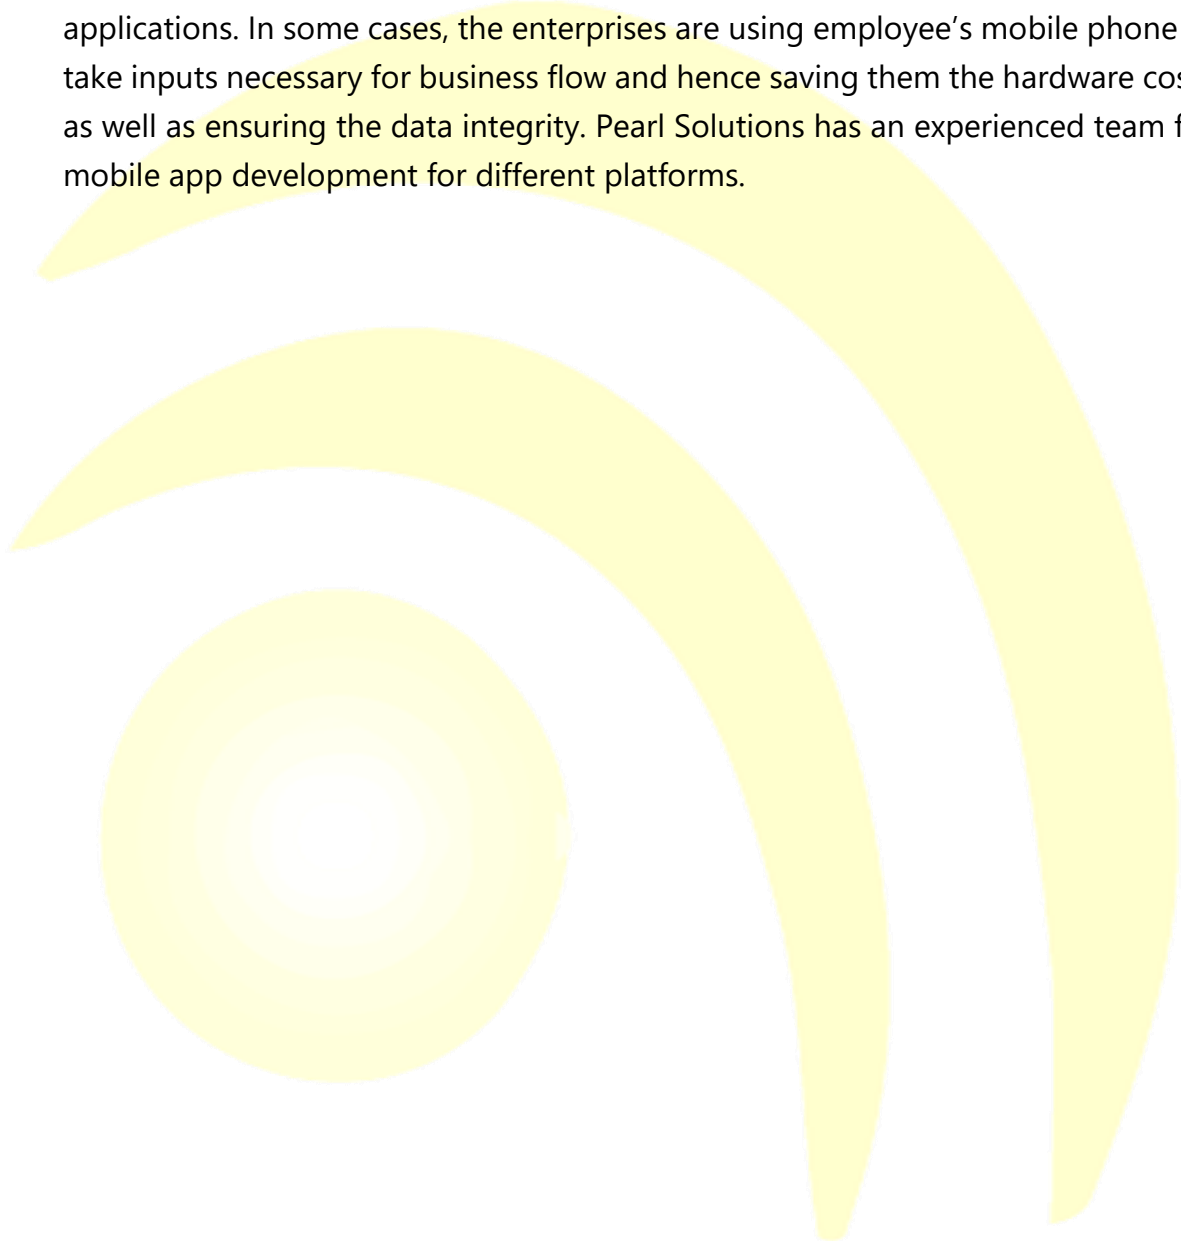 applications. In some cases, the enterprises are using employee’s mobile phone
take inputs necessary for business flow and hence saving them the hardware
as well as ensuring the data integrity. Pearl Solutions has an experienced team
mobile app development for different platforms.